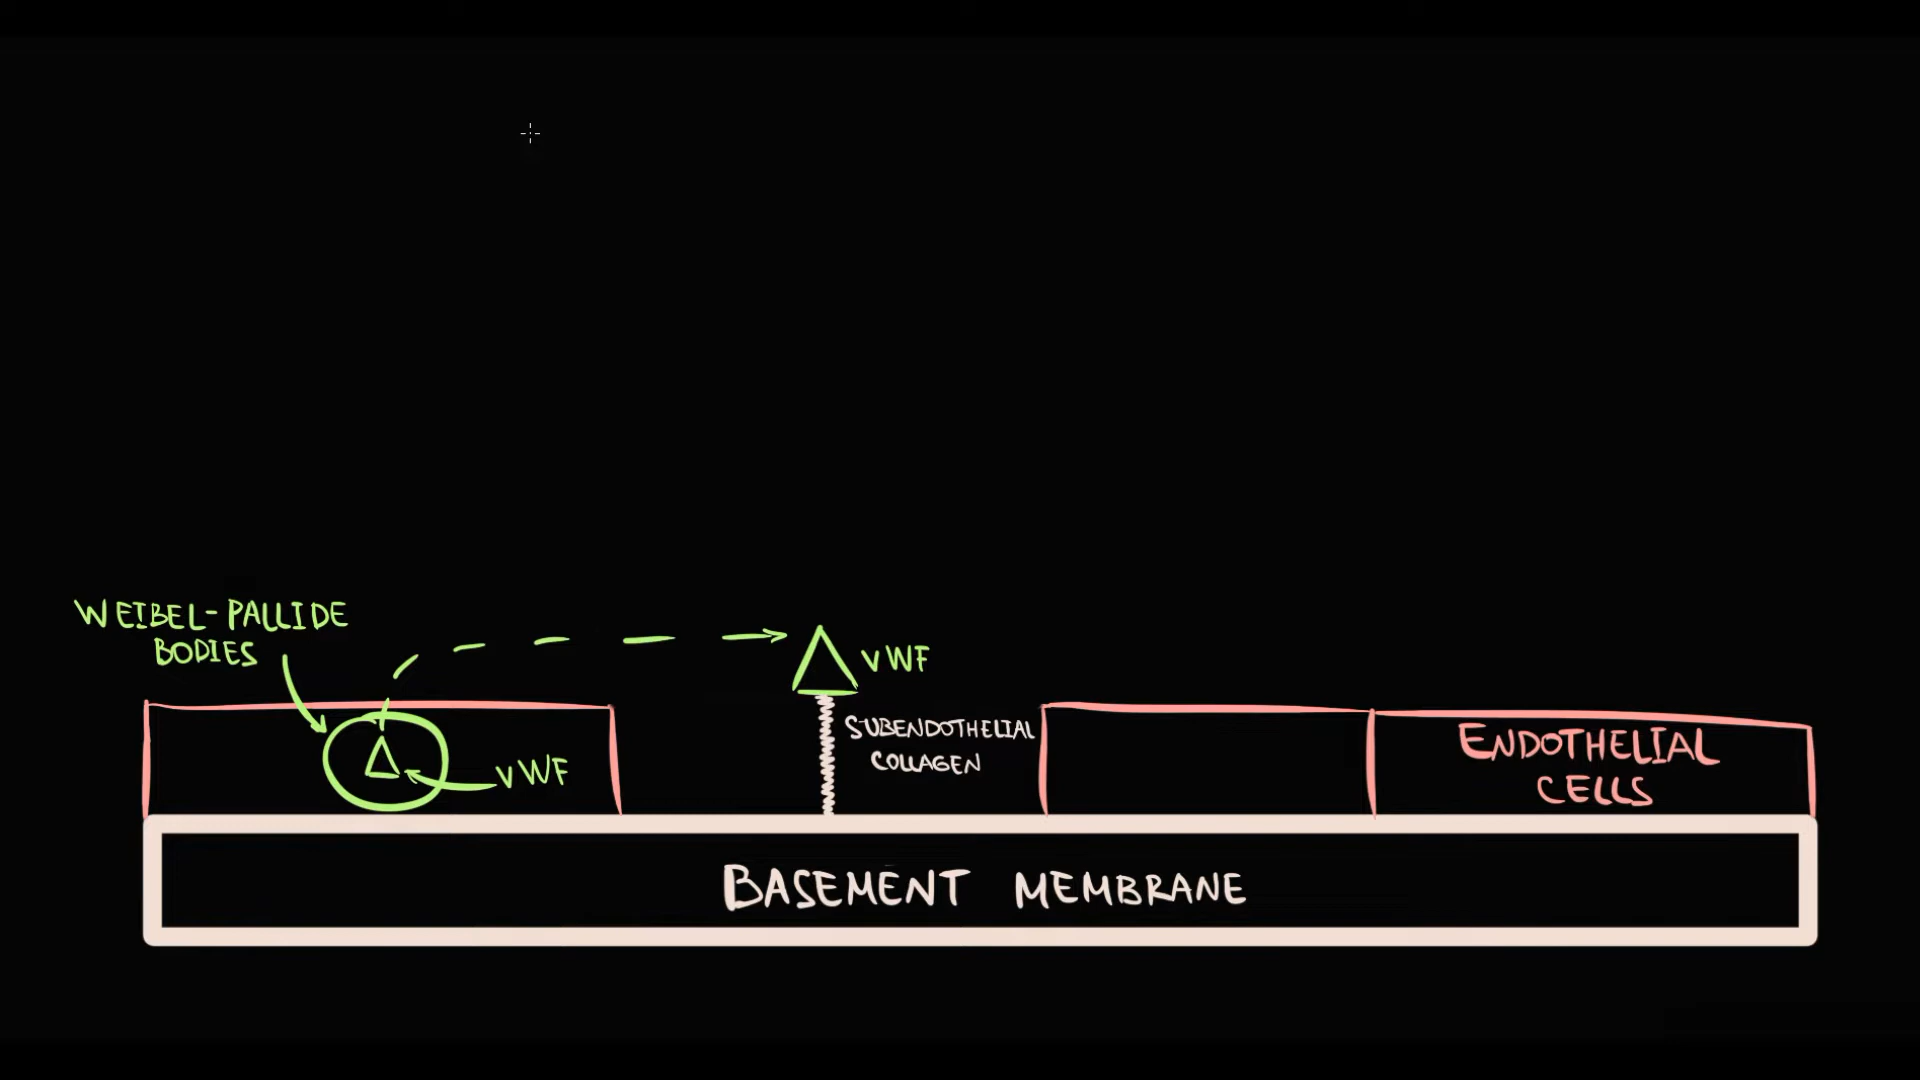 WEIBEL-PALLIDE
BODIES
vWF
vWF
SUBENDOTHELIAL
COLLAGEN
ENDOTHELIAL
CELLS
BASEMENT MEMBRANE